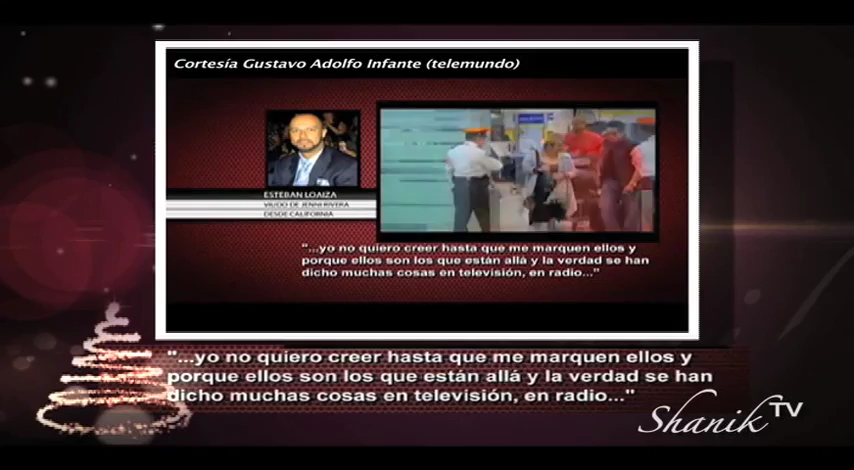 Cortesía Gustavo Adolfo Infante (telemundo)
ESTEBAN LOAIZA
VIUDO DE JENNI RIVERA
DESDE CALIFORNIA
"...yo no quiero creer hasta que me marquen ellos y
porque ellos son los que están allá y la verdad se han
dicho muchas cosas en televisión, en radio..."
"...yo no quiero creer hasta que me marquen ellos y
porque ellos son los que están allá y la verdad se han
dicho muchas cosas en televisión, en radio..."
Shanik TV